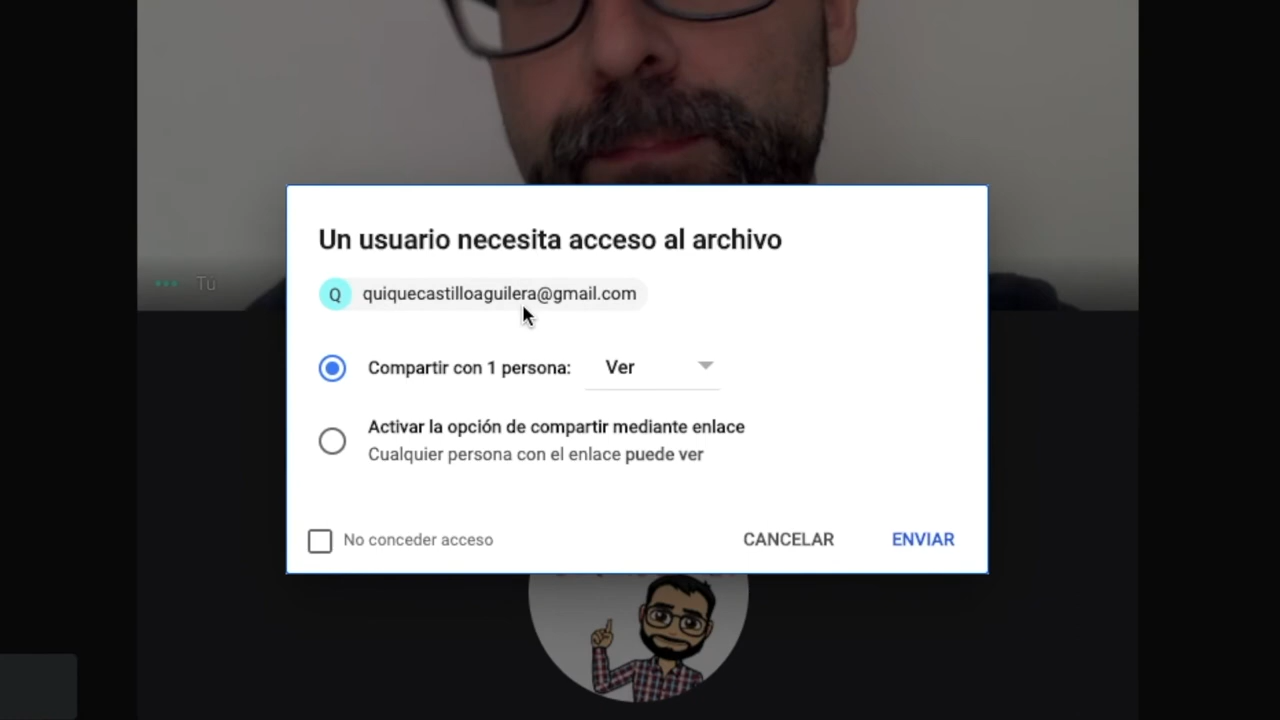 Un usuario necesita acceso al archivo
Q quiquecastilloaguilera@gmail.com
Tú
Compartir con 1 persona: Ver
Activar la opción de compartir mediante enlace
Cualquier persona con el enlace puede ver
No conceder acceso CANCELAR ENVIAR